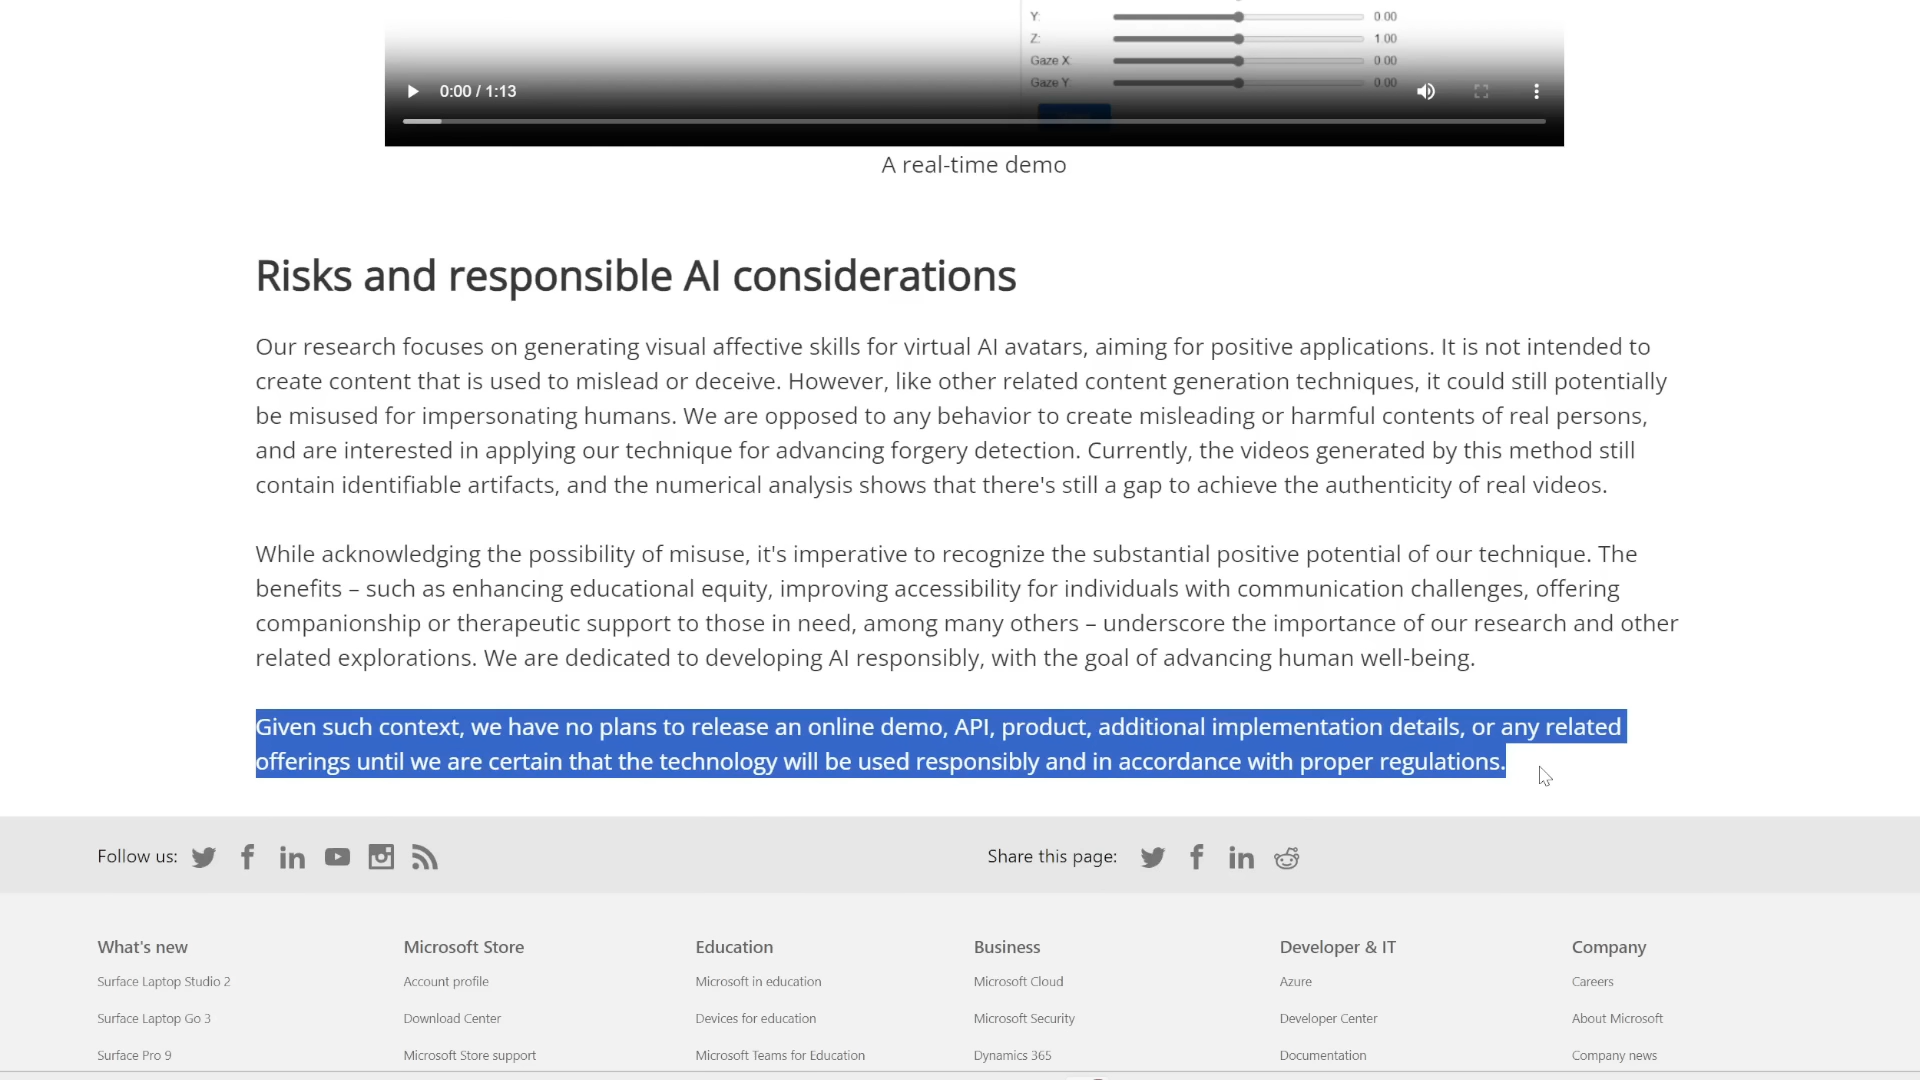 Y: 0.00
Z: 1.00
Gaze X: 0.00
Gaze Y: 0.00
0:00 / 1:13
A real-time demo
Risks and responsible AI considerations
Our research focuses on generating visual affective skills for virtual AI avatars, aiming for positive applications. It is not intended to
create content that is used to mislead or deceive. However, like other related content generation techniques, it could still potentially
be misused for impersonating humans. We are opposed to any behavior to create misleading or harmful contents of real persons,
and are interested in applying our technique for advancing forgery detection. Currently, the videos generated by this method still
contain identifiable artifacts, and the numerical analysis shows that there's still a gap to achieve the authenticity of real videos.
While acknowledging the possibility of misuse, it's imperative to recognize the substantial positive potential of our technique. The
benefits – such as enhancing educational equity, improving accessibility for individuals with communication challenges, offering
companionship or therapeutic support to those in need, among many others – underscore the importance of our research and other
related explorations. We are dedicated to developing AI responsibly, with the goal of advancing human well-being.
Given such context, we have no plans to release an online demo, API, product, additional implementation details, or any related
offerings until we are certain that the technology will be used responsibly and in accordance with proper regulations.
Follow us:
Share this page:
What's new
Surface Laptop Studio 2
Surface Laptop Go 3
Surface Pro 9
Microsoft Store
Account profile
Download Center
Microsoft Store support
Education
Microsoft in education
Devices for education
Microsoft Teams for Education
Business
Microsoft Cloud
Microsoft Security
Dynamics 365
Developer & IT
Azure
Developer Center
Documentation
Company
Careers
About Microsoft
Company news